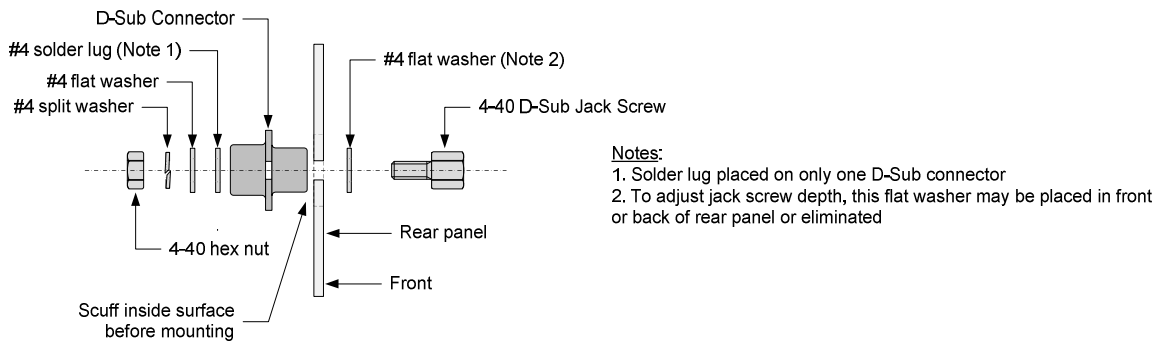 D-Sub Connector
#4 solder lug (Note 1)
#4 flat washer
#4 split washer
#4 flat washer (Note 2)
4-40 D-Sub Jack Screw
Notes:
1. Solder lug placed on only one D-Sub connector
2. To adjust jack screw depth, this flat washer may be placed in front
or back of rear panel or eliminated
4-40 hex nut
Rear panel
Front
Scuff inside surface
before mounting